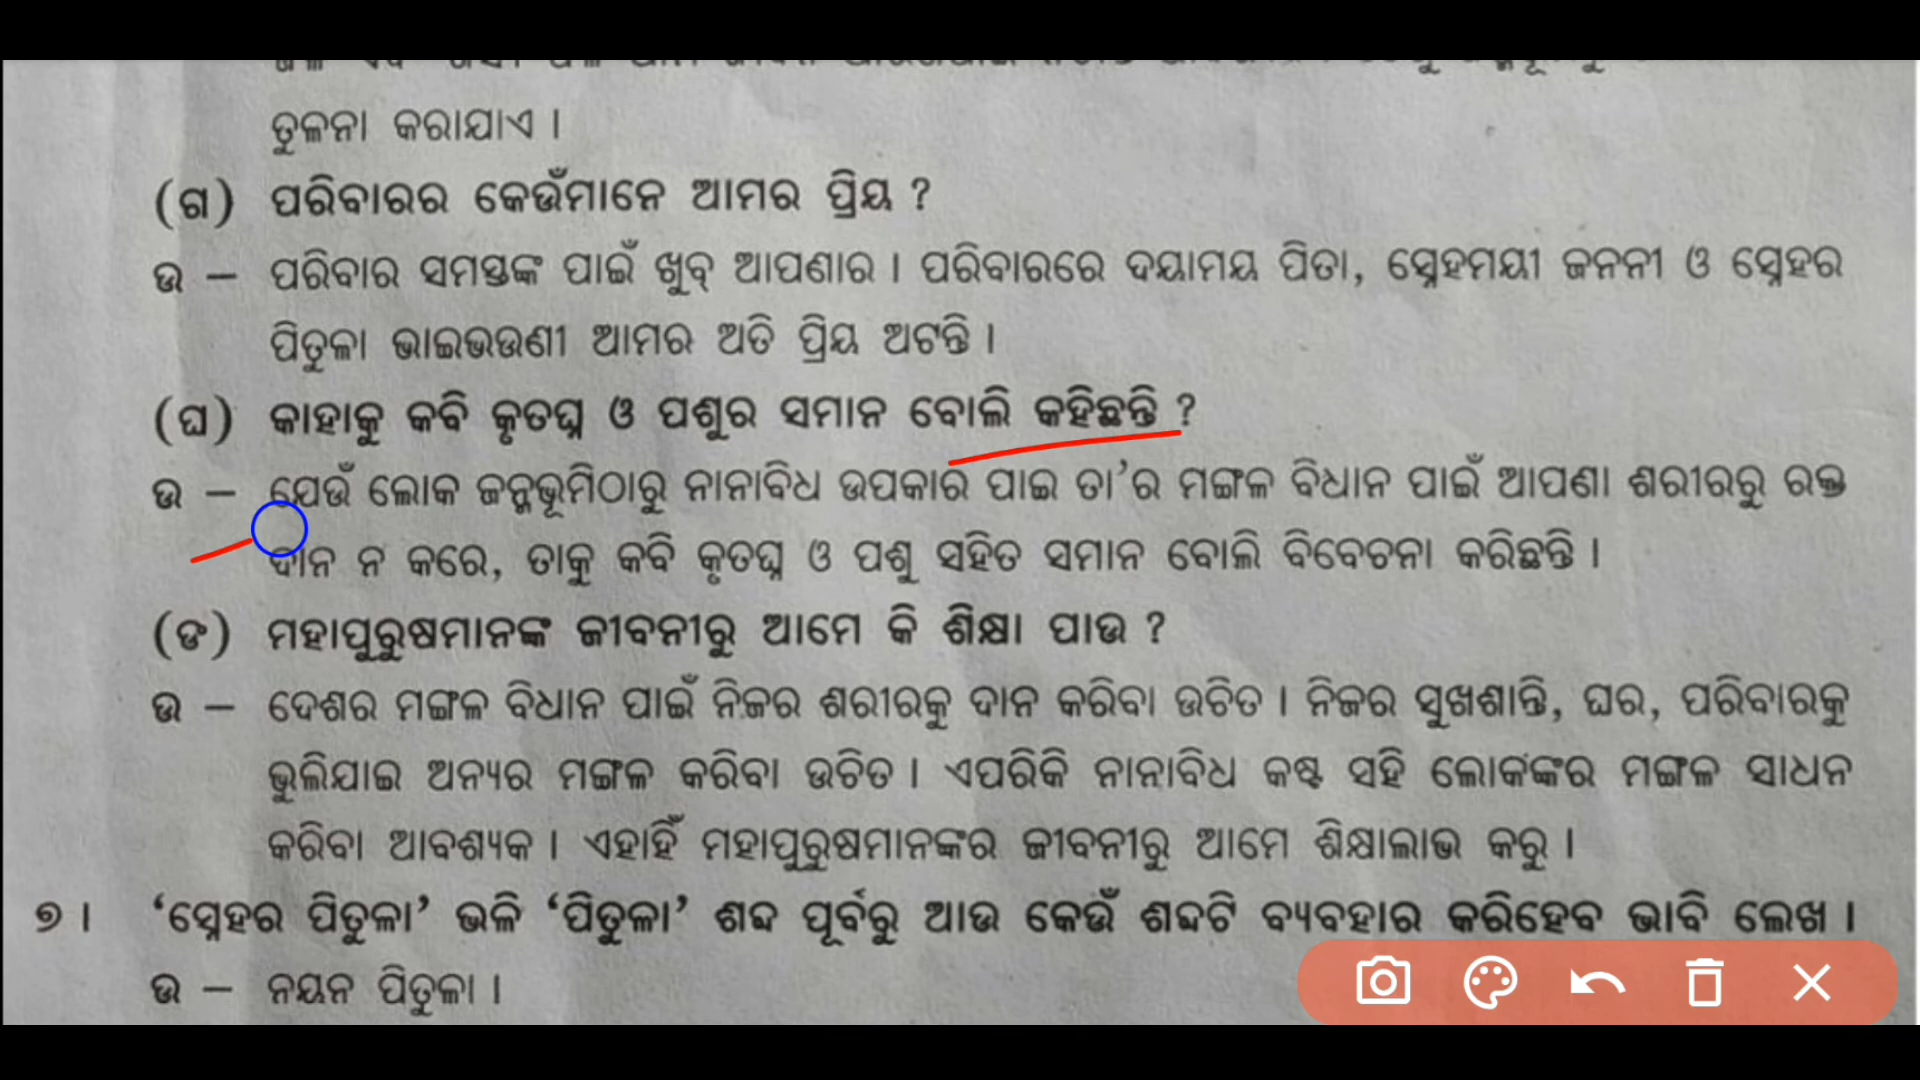 ତୁଳନା କରାଯାଏ ।
(ଗ) ପରିବାରର କେଉଁମାନେ ଆମର ପ୍ରିୟ ?
ଉ – ପରିବାର ସମସ୍ତଙ୍କ ପାଇଁ ଖୁବ୍ ଆପଣାର । ପରିବାରରେ ଦୟାମୟ ପିତା, ସ୍ନେହମୟୀ ଜନନୀ ଓ ସ୍ନେହର
ପିତୁଳା ଭାଇଭଉଣୀ ଆମର ଅତି ପ୍ରିୟ ଅଟନ୍ତି ।
(ଘ) କାହାକୁ କବି କୃତଘ୍ନ ଓ ପଶୁର ସମାନ ବୋଲି କହିଛନ୍ତି ?
ଉ – ଯେଉଁ ଲୋକ ଜନ୍ମଭୂମିଠାରୁ ନାନାବିଧ ଉପକାର ପାଇ ତା’ର ମଙ୍ଗଳ ବିଧାନ ପାଇଁ ଆପଣା ଶରୀରରୁ ରକ୍ତ
ଦାନ ନ କରେ, ତାକୁ କବି କୃତଘ୍ନ ଓ ପଶୁ ସହିତ ସମାନ ବୋଲି ବିବେଚନା କରିଛନ୍ତି ।
(ଙ) ମହାପୁରୁଷମାନଙ୍କ ଜୀବନୀରୁ ଆମେ କି ଶିକ୍ଷା ପାଉ ?
ଉ – ଦେଶର ମଙ୍ଗଳ ବିଧାନ ପାଇଁ ନିଜର ଶରୀରକୁ ଦାନ କରିବା ଉଚିତ । ନିଜର ସୁଖଶାନ୍ତି, ଘର, ପରିବାରକୁ
ଭୁଲିଯାଇ ଅନ୍ୟର ମଙ୍ଗଳ କରିବା ଉଚିତ । ଏପରିକି ନାନାବିଧ କଷ୍ଟ ସହି ଲୋକଙ୍କର ମଙ୍ଗଳ ସାଧନ
କରିବା ଆବଶ୍ୟକ । ଏହାହିଁ ମହାପୁରୁଷମାନଙ୍କର ଜୀବନୀରୁ ଆମେ ଶିକ୍ଷାଲାଭ କରୁ ।
୭ । ‘ସ୍ନେହର ପିତୁଳା’ ଭଳି ‘ପିତୁଳା’ ଶବ୍ଦ ପୂର୍ବରୁ ଆଉ କେଉଁ ଶବ୍ଦଟି ବ୍ୟବହାର କରିହେବ ଭାବି ଲେଖ ।
ଉ – ନୟନ ପିତୁଳା ।